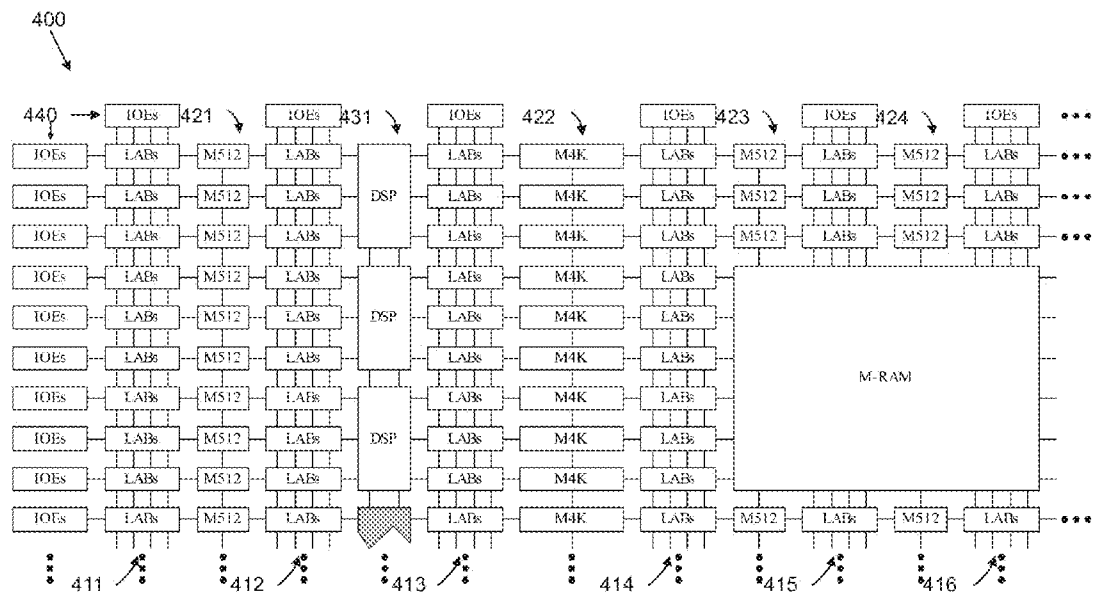 400
440 IOEs 421 IOEs 431 IOEs 422 IOEs 423 IOEs 424 IOEs
IOEs LABs M512 LABs DSP LABs M4K LABs M512 LABs M512 LABs
IOEs LABs M512 LABs LABs M4K LABs M512 LABs M512 LABs
IOEs LABs M512 LABs LABs M4K LABs M512 LABs M512 LABs
IOEs LABs M512 LABs DSP LABs M4K LABs M-RAM
IOEs LABs M512 LABs LABs M4K LABs
IOEs LABs M512 LABs LABs M4K LABs
IOEs LABs M512 LABs DSP LABs M4K LABs
IOEs LABs M512 LABs LABs M4K LABs
IOEs LABs M512 LABs LABs M4K LABs
IOEs LABs M512 LABs LABs M4K LABs M512 LABs M512 LABs
411 412 413 414 415 416